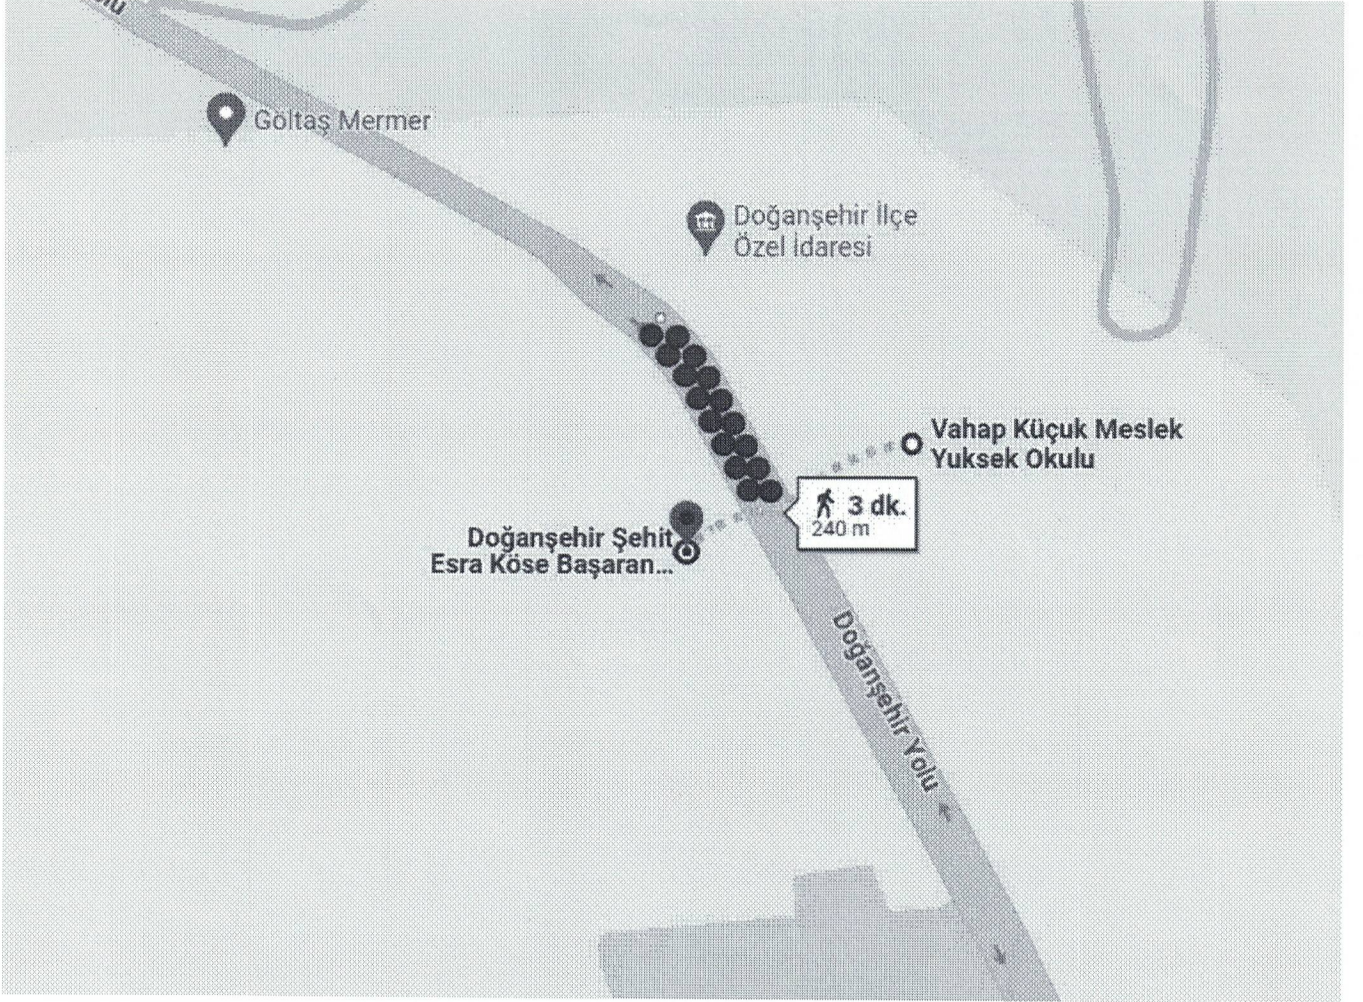 Göltaş Mermer
Doğanşehir İlçe
Özel İdaresi
Vahap Küçuk Meslek
Yuksek Okulu
3 dk.
240 m
Doğanşehir Şehit
Esra Köse Başaran...
Doğanşehir Yolu